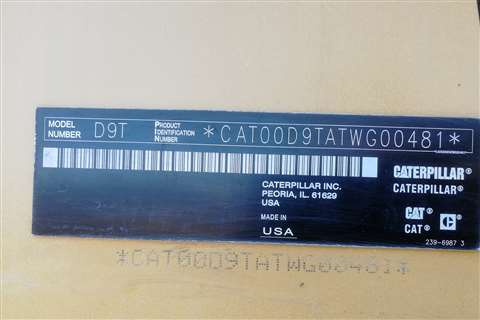 MODEL NUMBER D9T PRODUCT IDENTIFICATION NUMBER *CAT00D9TATWG00481*
CATERPILLAR®
CATERPILLAR®
CATERPILLAR INC.
PEORIA, IL. 61629
USA
CAT®
CAT®
MADE IN
USA
239-6987 3
*CAT00D9TATWG00481*